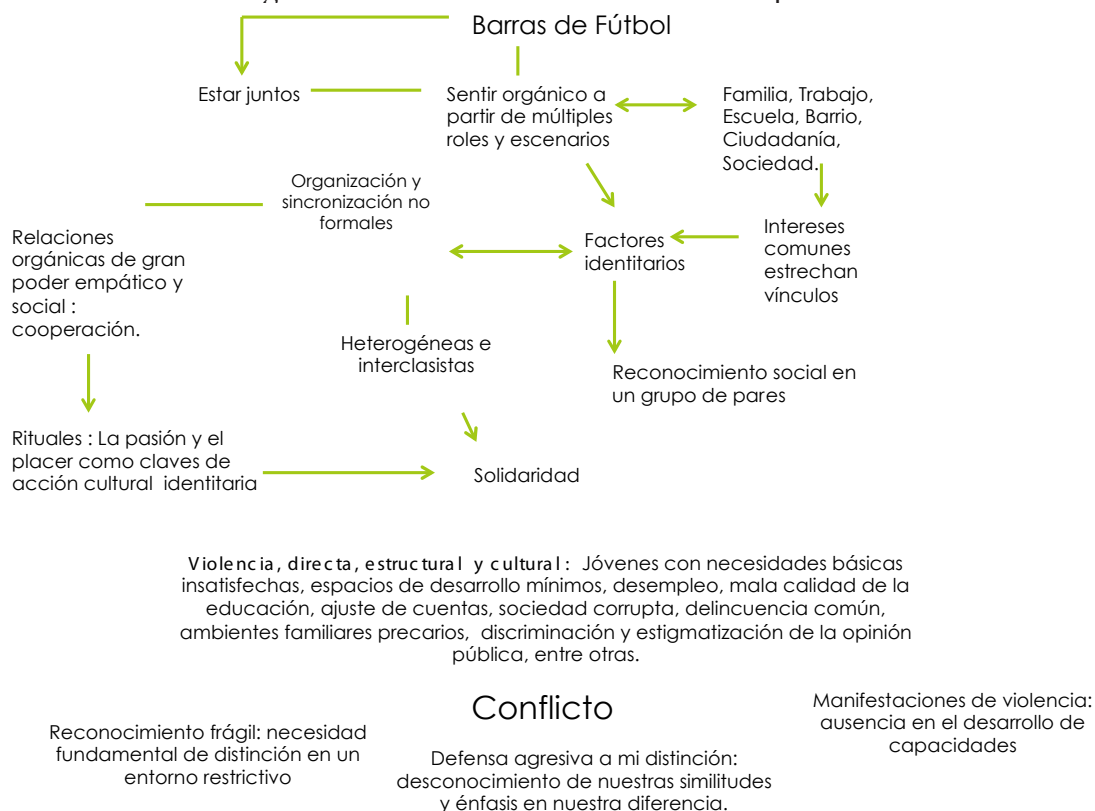 Barras de Fútbol
Estar juntos
Sentir orgánico a
partir de múltiples
roles y escenarios
Familia, Trabajo,
Escuela, Barrio,
Ciudadanía,
Sociedad.
Organización y
sincronización no
formales
Relaciones
orgánicas de gran
poder empático y
social :
cooperación.
Factores
identitarios
Intereses
comunes
estrechan
vínculos
Heterogéneas e
interclasistas
Reconocimiento social en
un grupo de pares
Rituales : La pasión y el
placer como claves de
acción cultural  identitaria
Solidaridad
Violencia, directa, estructural y cultural: Jóvenes con necesidades básicas
insatisfechas, espacios de desarrollo mínimos, desempleo, mala calidad de la
educación, ajuste de cuentas, sociedad corrupta, delincuencia común,
ambientes familiares precarios,  discriminación y estigmatización de la opinión
pública, entre otras.
Conflicto
Reconocimiento frágil: necesidad
fundamental de distinción en un
entorno restrictivo
Defensa agresiva a mi distinción:
desconocimiento de nuestras similitudes
y énfasis en nuestra diferencia.
Manifestaciones de violencia:
ausencia en el desarrollo de
capacidades